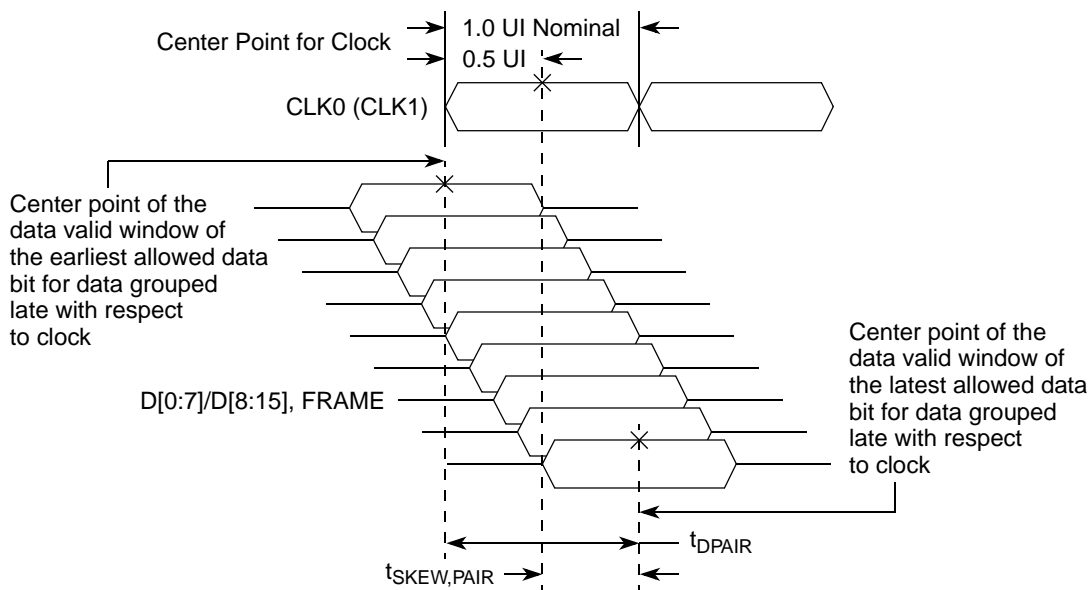 1.0 UI Nominal
Center Point for Clock
0.5 UI
CLK0 (CLK1)
Center point of the
data valid window of
the earliest allowed data
bit for data grouped
late with respect
to clock
D[0:7]/D[8:15], FRAME
Center point of the
data valid window of
the latest allowed data
bit for data grouped
late with respect
to clock
tDPAIR
tSKEW,PAIR